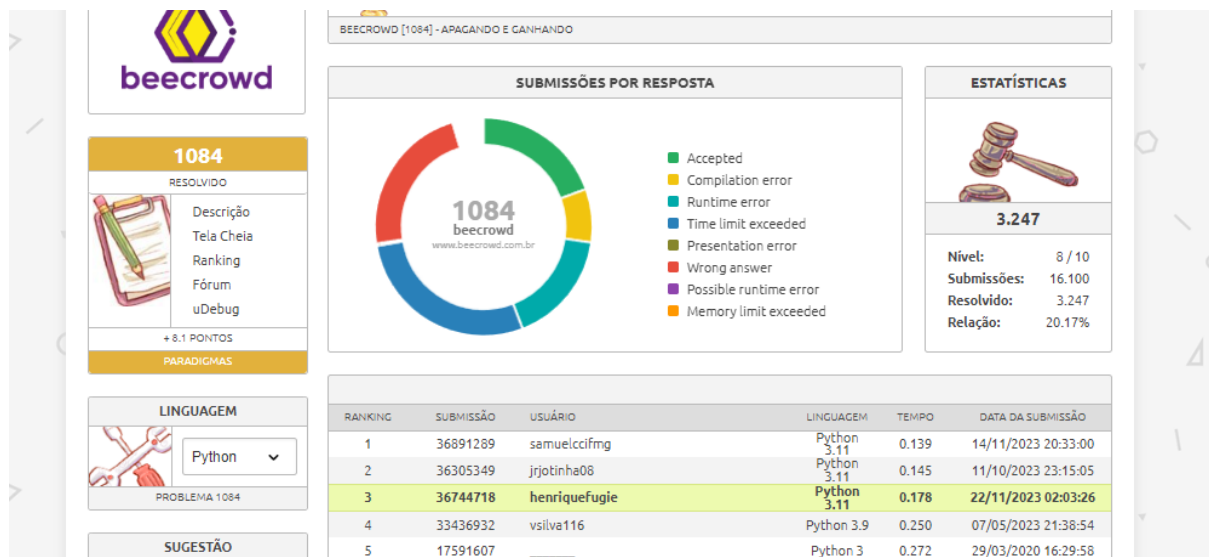 beecrowd
1084
RESOLVIDO
Descrição
Tela Cheia
Ranking
Fórum
uDebug
+ 8.1 PONTOS
PARADIGMAS
LINGUAGEM
Python
PROBLEMA 1084
SUGESTÃO
BEECROWD [1084] - APAGANDO E GANHANDO
SUBMISSÕES POR RESPOSTA
1084
beecrowd
www.beecrowd.com.br
Accepted
Compilation error
Runtime error
Time limit exceeded
Presentation error
Wrong answer
Possible runtime error
Memory limit exceeded
ESTATÍSTICAS
3.247
Nível: 8 / 10
Submissões: 16.100
Resolvido: 3.247
Relação: 20.17%
RANKING SUBMISSÃO USUÁRIO LINGUAGEM TEMPO DATA DA SUBMISSÃO
1 36891289 samuelccifmg Python 3.11 0.139 14/11/2023 20:33:00
2 36305349 jrjotinha08 Python 3.11 0.145 11/10/2023 23:15:05
3 36744718 henriquefugie Python 3.11 0.178 22/11/2023 02:03:26
4 33436932 vsilva116 Python 3.9 0.250 07/05/2023 21:38:54
5 17591607 Python 3 0.272 29/03/2020 16:29:58